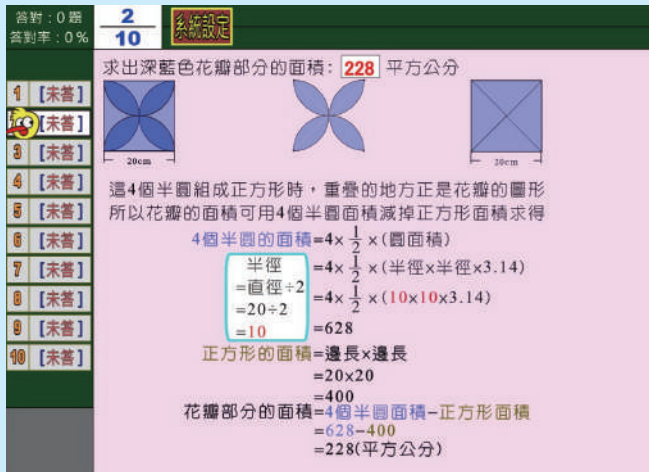 答對:0題
答對率:0%
2
10
系統設定
求出深藍色花瓣部分的面積: 228 平方公分
20cm
20cm
1 [未答]
[未答]
3 [未答]
4 [未答]
5 [未答]
6 [未答]
7 [未答]
8 [未答]
9 [未答]
10 [未答]
這4個半圓組成正方形時,重疊的地方正是花瓣的圖形
所以花瓣的面積可用4個半圓面積減掉正方形面積求得
4個半圓的面積=4×1/2×(圓面積)
=4×1/2×(半徑×半徑×3.14)
=4×1/2×(10×10×3.14)
=628
半徑
=直徑÷2
=20÷2
=10
正方形的面積=邊長×邊長
=20×20
=400
花瓣部分的面積=4個半圓面積-正方形面積
=628-400
=228(平方公分)